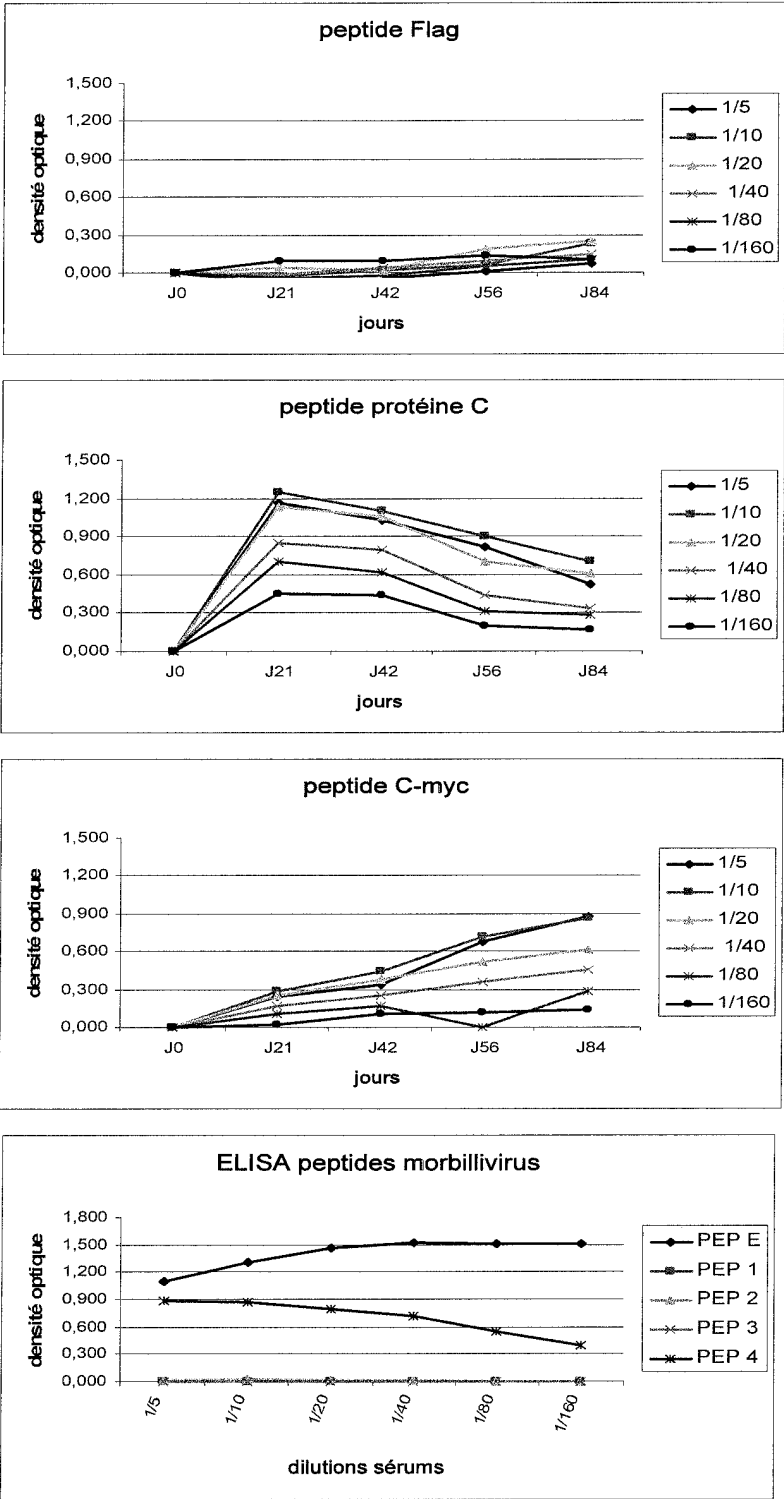 peptide Flag
densité optique
1,500
1,200
0,900
0,600
0,300
0,000
J0 J21 J42 J56 J84
jours
1/5
1/10
1/20
1/40
1/80
1/160
peptide protéine C
densité optique
1,500
1,200
0,900
0,600
0,300
0,000
J0 J21 J42 J56 J84
jours
1/5
1/10
1/20
1/40
1/80
1/160
peptide C-myc
densité optique
1,500
1,200
0,900
0,600
0,300
0,000
J0 J21 J42 J56 J84
jours
1/5
1/10
1/20
1/40
1/80
1/160
ELISA peptides morbillivirus
densité optique
1,800
1,500
1,200
0,900
0,600
0,300
0,000
1/5 1/10 1/20 1/40 1/80 1/160
dilutions sérums
PEP E
PEP 1
PEP 2
PEP 3
PEP 4